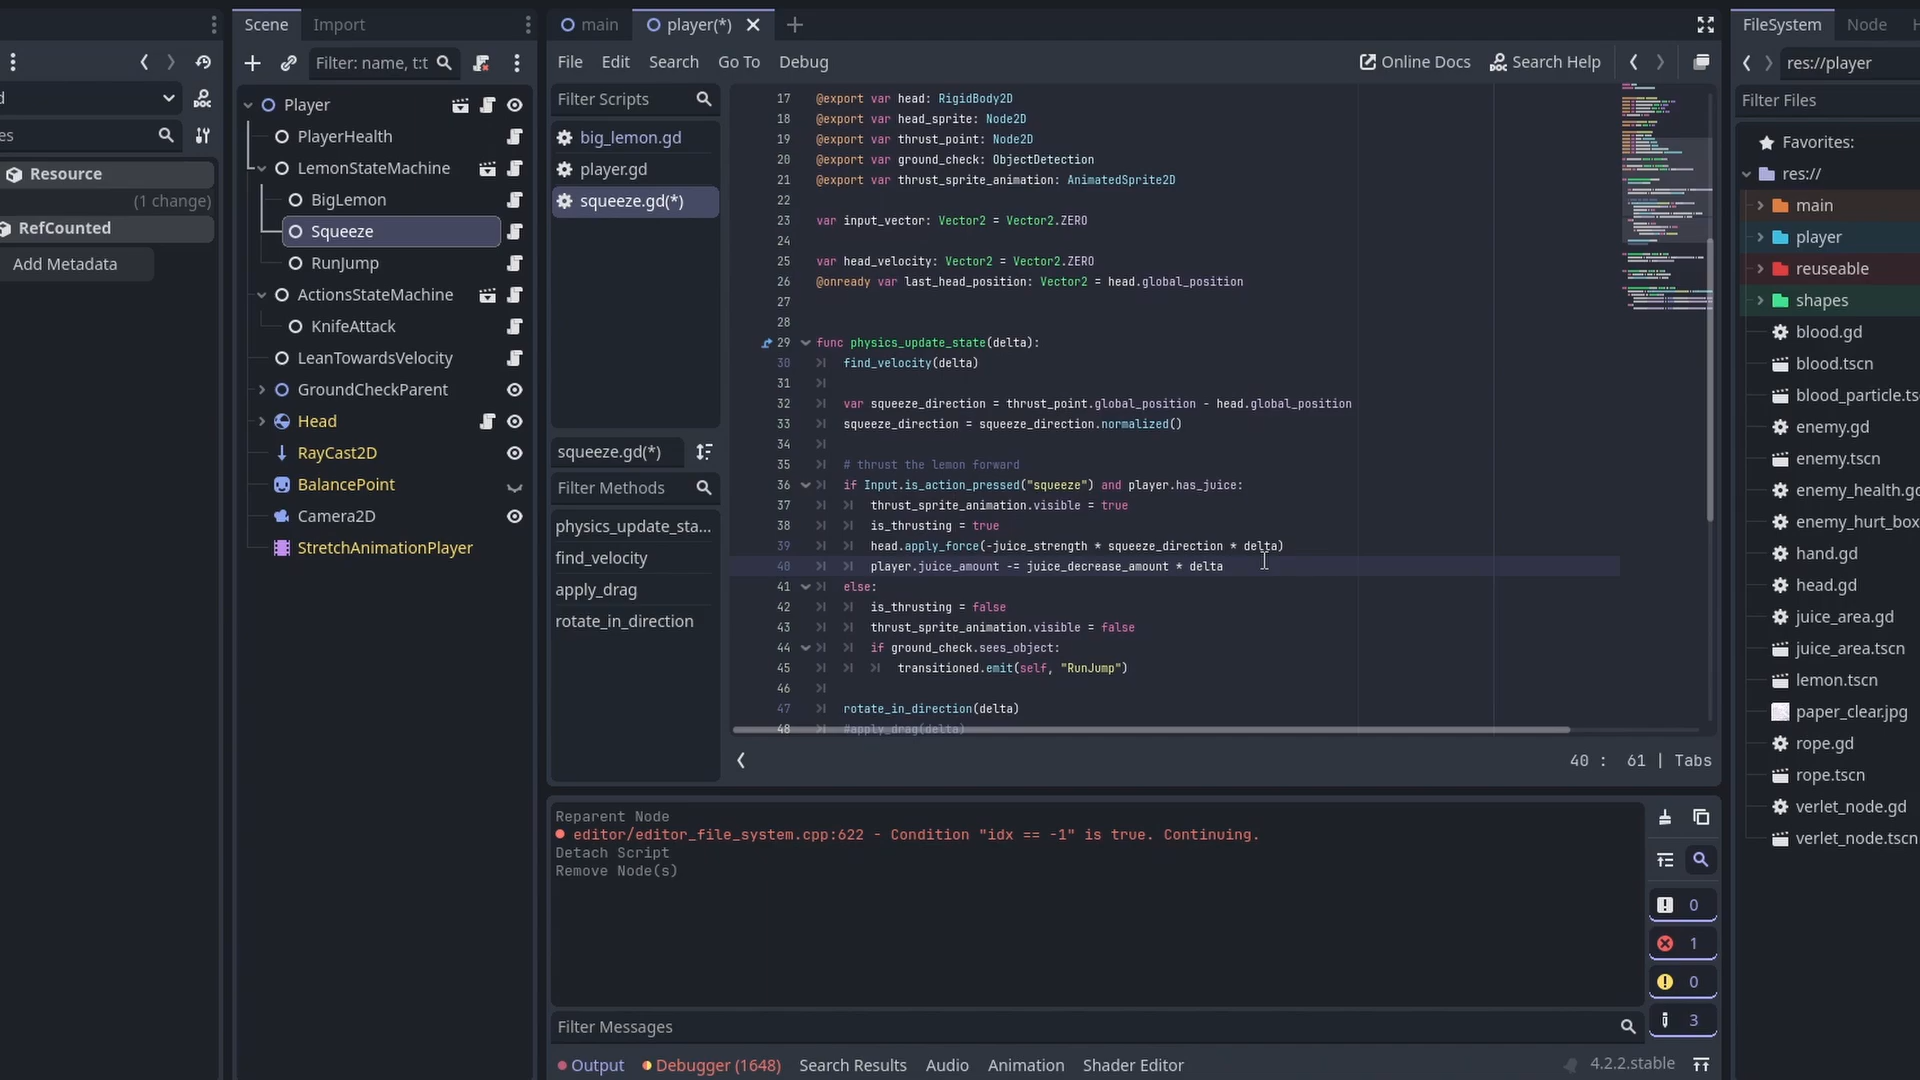 d
es
Resource
(1 change)
RefCounted
Add Metadata
Scene
Import
Filter: name, t:t
Player
PlayerHealth
LemonStateMachine
BigLemon
Squeeze
RunJump
ActionsStateMachine
KnifeAttack
LeanTowardsVelocity
GroundCheckParent
Head
RayCast2D
BalancePoint
Camera2D
StretchAnimationPlayer
main
player(*)
File Edit Search Go To Debug
Online Docs
Search Help
Filter Scripts
big_lemon.gd
player.gd
squeeze.gd(*)
squeeze.gd(*)
Filter Methods
physics_update_sta...
find_velocity
apply_drag
rotate_in_direction
17 @export var head: RigidBody2D
18 @export var head_sprite: Node2D
19 @export var thrust_point: Node2D
20 @export var ground_check: ObjectDetection
21 @export var thrust_sprite_animation: AnimatedSprite2D
22
23 var input_vector: Vector2 = Vector2.ZERO
24
25 var head_velocity: Vector2 = Vector2.ZERO
26 @onready var last_head_position: Vector2 = head.global_position
27
28
29 func physics_update_state(delta):
30 find_velocity(delta)
31
32 var squeeze_direction = thrust_point.global_position - head.global_position
33 squeeze_direction = squeeze_direction.normalized()
34
35 # thrust the lemon forward
36 if Input.is_action_pressed("squeeze") and player.has_juice:
37 thrust_sprite_animation.visible = true
38 is_thrusting = true
39 head.apply_force(-juice_strength * squeeze_direction * delta)
40 player.juice_amount -= juice_decrease_amount * delta
41 else:
42 is_thrusting = false
43 thrust_sprite_animation.visible = false
44 if ground_check.sees_object:
45 transitioned.emit(self, "RunJump")
46
47 rotate_in_direction(delta)
48 #apply_drag(delta)
40 : 61 | Tabs
Reparent Node
editor/editor_file_system.cpp:622 - Condition "idx == -1" is true. Continuing.
Detach Script
Remove Node(s)
0
1
0
3
Filter Messages
Output
Debugger (1648)
Search Results
Audio
Animation
Shader Editor
4.2.2.stable
FileSystem
Node
res://player
Filter Files
Favorites:
res://
main
player
reuseable
shapes
blood.gd
blood.tscn
blood_particle.ts
enemy.gd
enemy.tscn
enemy_health.g
enemy_hurt_box
hand.gd
head.gd
juice_area.gd
juice_area.tscn
lemon.tscn
paper_clear.jpg
rope.gd
rope.tscn
verlet_node.gd
verlet_node.tscn